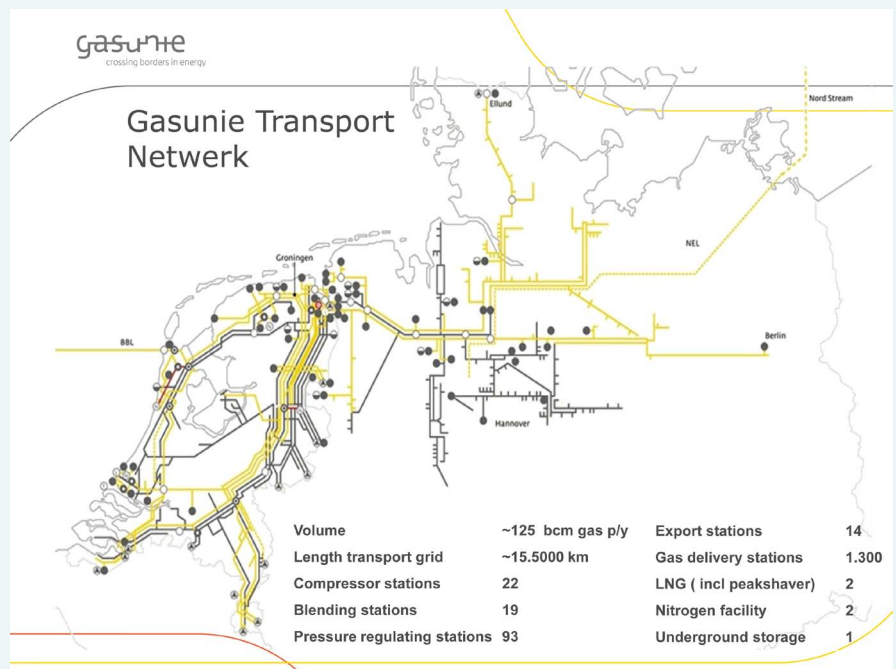 gasunie
crossing borders in energy
Gasunie Transport
Netwerk
Ellund
Nord Stream
NEL
Groningen
BBL
Berlin
Hannover
Volume ~125 bcm gas p/y
Length transport grid ~15.5000 km
Compressor stations 22
Blending stations 19
Pressure regulating stations 93
Export stations 14
Gas delivery stations 1.300
LNG ( incl peakshaver) 2
Nitrogen facility 2
Underground storage 1